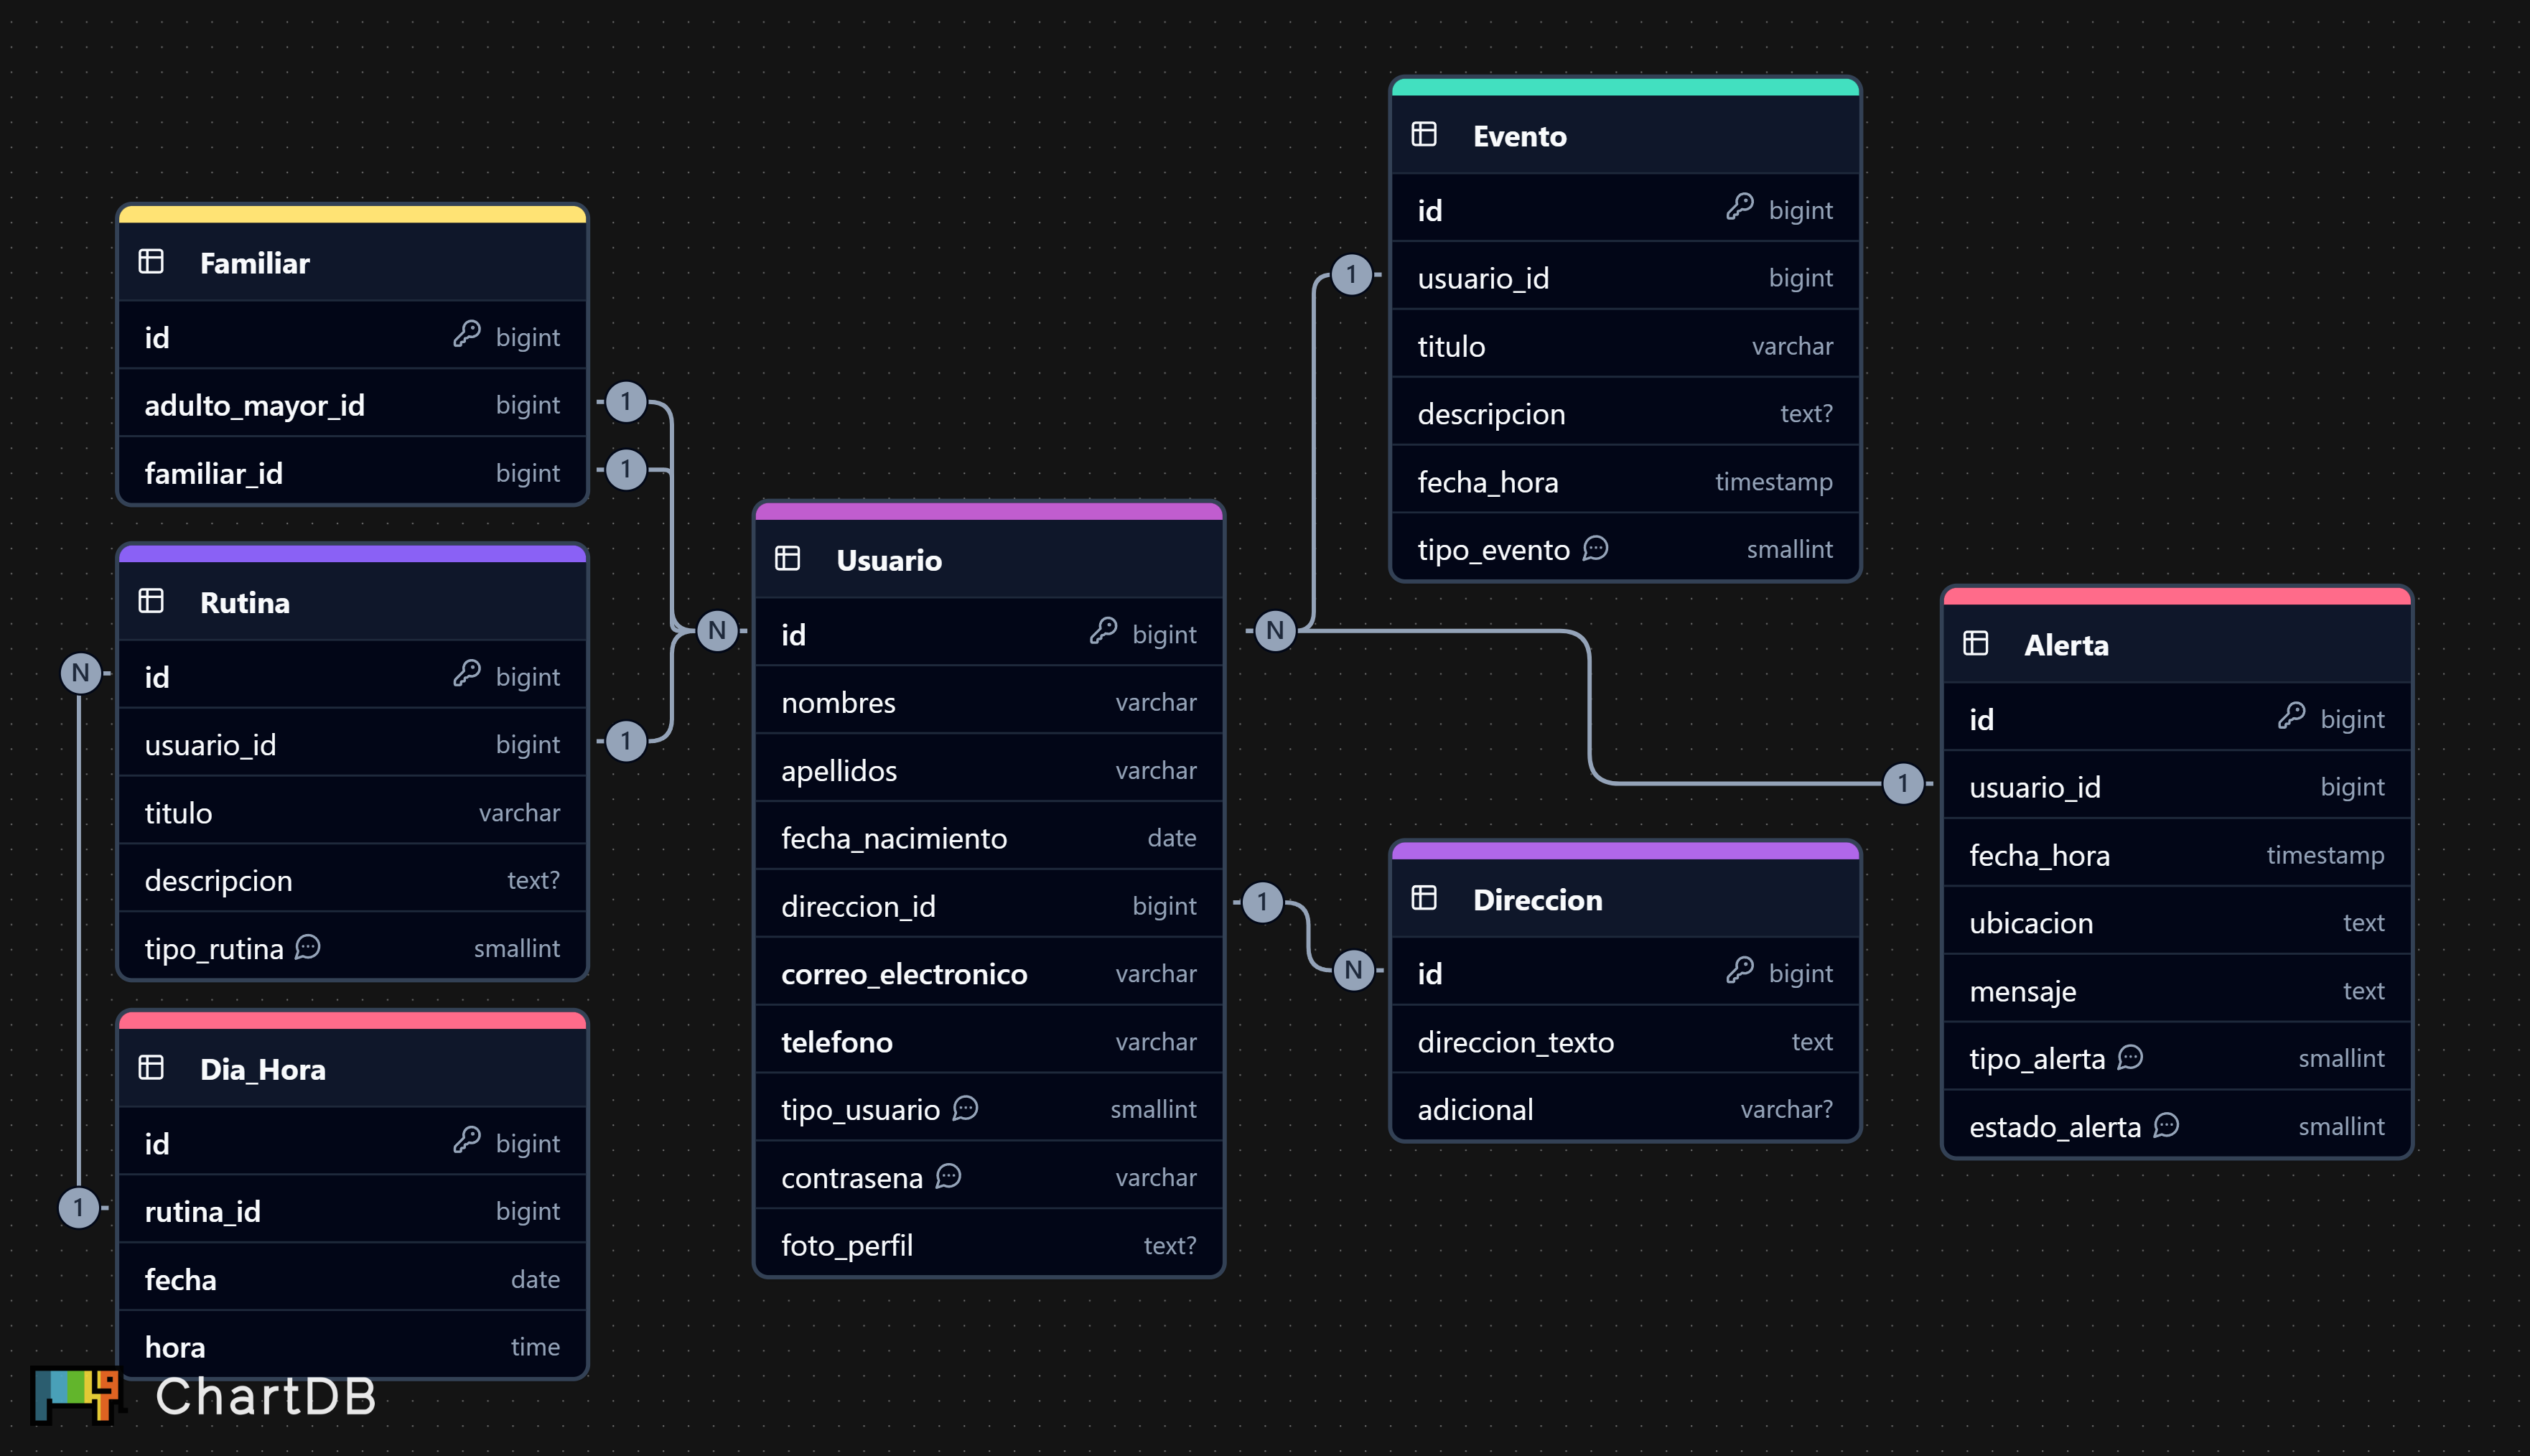 Familiar
id bigint
adulto_mayor_id bigint
familiar_id bigint
1
1
Rutina
id bigint
usuario_id bigint
titulo varchar
descripcion text?
tipo_rutina smallint
N
1
Dia_Hora
id bigint
rutina_id bigint
fecha date
hora time
1
ChartDB
N
Usuario
id bigint
nombres varchar
apellidos varchar
fecha_nacimiento date
direccion_id bigint
correo_electronico varchar
telefono varchar
tipo_usuario smallint
contrasena varchar
foto_perfil text?
N
1
Evento
id bigint
usuario_id bigint
titulo varchar
descripcion text?
fecha_hora timestamp
tipo_evento smallint
1
Direccion
id bigint
direccion_texto text
adicional varchar?
N
Alerta
id bigint
usuario_id bigint
fecha_hora timestamp
ubicacion text
mensaje text
tipo_alerta smallint
estado_alerta smallint
1